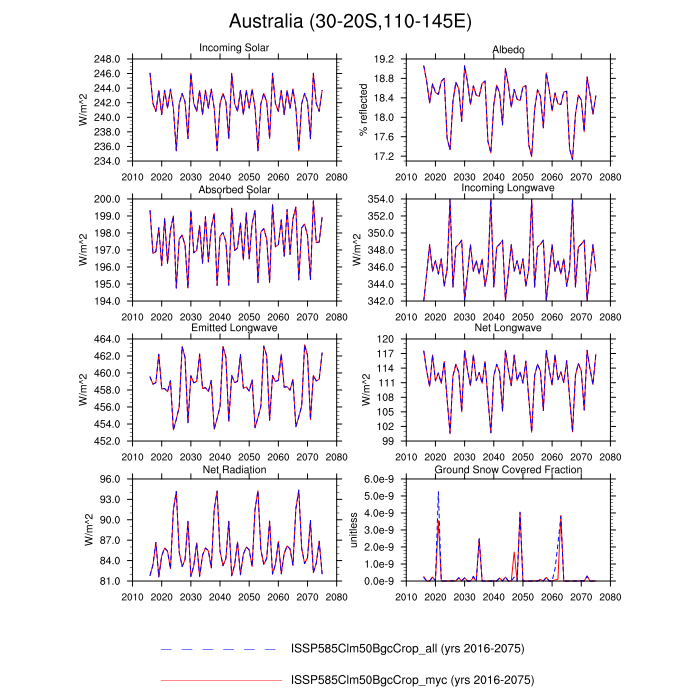 Australia (30-20S,110-145E)
Incoming Solar
W/m^2
248.0
246.0
244.0
242.0
240.0
238.0
236.0
234.0
2010 2020 2030 2040 2050 2060 2070 2080
Albedo
% reflected
19.2
18.8
18.4
18.0
17.6
17.2
2010 2020 2030 2040 2050 2060 2070 2080
Absorbed Solar
W/m^2
200.0
199.0
198.0
197.0
196.0
195.0
194.0
2010 2020 2030 2040 2050 2060 2070 2080
Incoming Longwave
W/m^2
354.0
352.0
350.0
348.0
346.0
344.0
342.0
2010 2020 2030 2040 2050 2060 2070 2080
Emitted Longwave
W/m^2
464.0
462.0
460.0
458.0
456.0
454.0
452.0
2010 2020 2030 2040 2050 2060 2070 2080
Net Longwave
W/m^2
120
117
114
111
108
105
102
99
2010 2020 2030 2040 2050 2060 2070 2080
Net Radiation
W/m^2
96.0
93.0
90.0
87.0
84.0
81.0
2010 2020 2030 2040 2050 2060 2070 2080
Ground Snow Covered Fraction
unitless
6.0e-9
5.0e-9
4.0e-9
3.0e-9
2.0e-9
1.0e-9
0.0e-9
2010 2020 2030 2040 2050 2060 2070 2080
ISSP585Clm50BgcCrop_all (yrs 2016-2075)
ISSP585Clm50BgcCrop_myc (yrs 2016-2075)